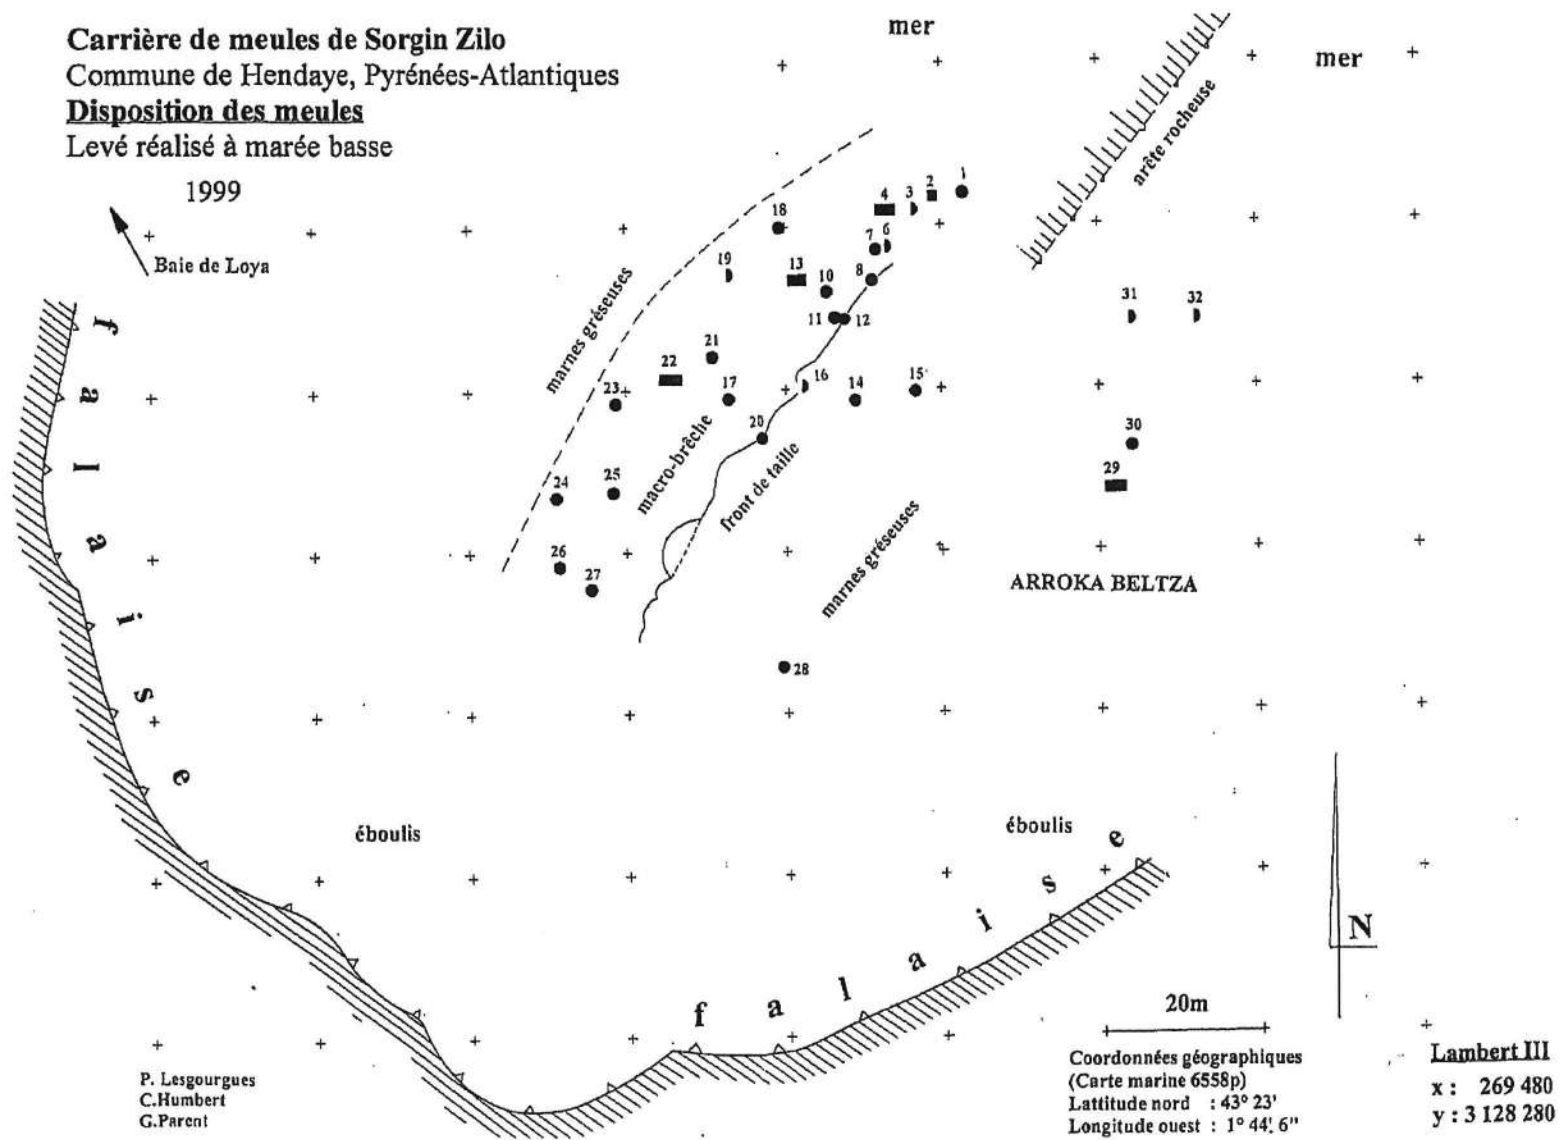 Carrière de meules de Sorgin Zilo
Commune de Hendaye, Pyrénées-Atlantiques
Disposition des meules
Levé réalisé à marée basse
1999
Baie de Loya
mer
mer
arête rocheuse
1
2
3
4
18
7
6
19
13
10
8
11
12
31
32
marnes gréseuses
21
22
23
17
16
14
15
20
30
macro-brêche
front de taille
29
24
25
marnes gréseuses
26
27
ARROKA BELTZA
28
falaise
éboulis
éboulis
falaise
N
20m
P. Lesgourgues
C.Humbert
G.Parent
Coordonnées géographiques
(Carte marine 6558p)
Lattitude nord : 43° 23'
Longitude ouest : 1° 44' 6"
Lambert III
x : 269 480
y : 3 128 280